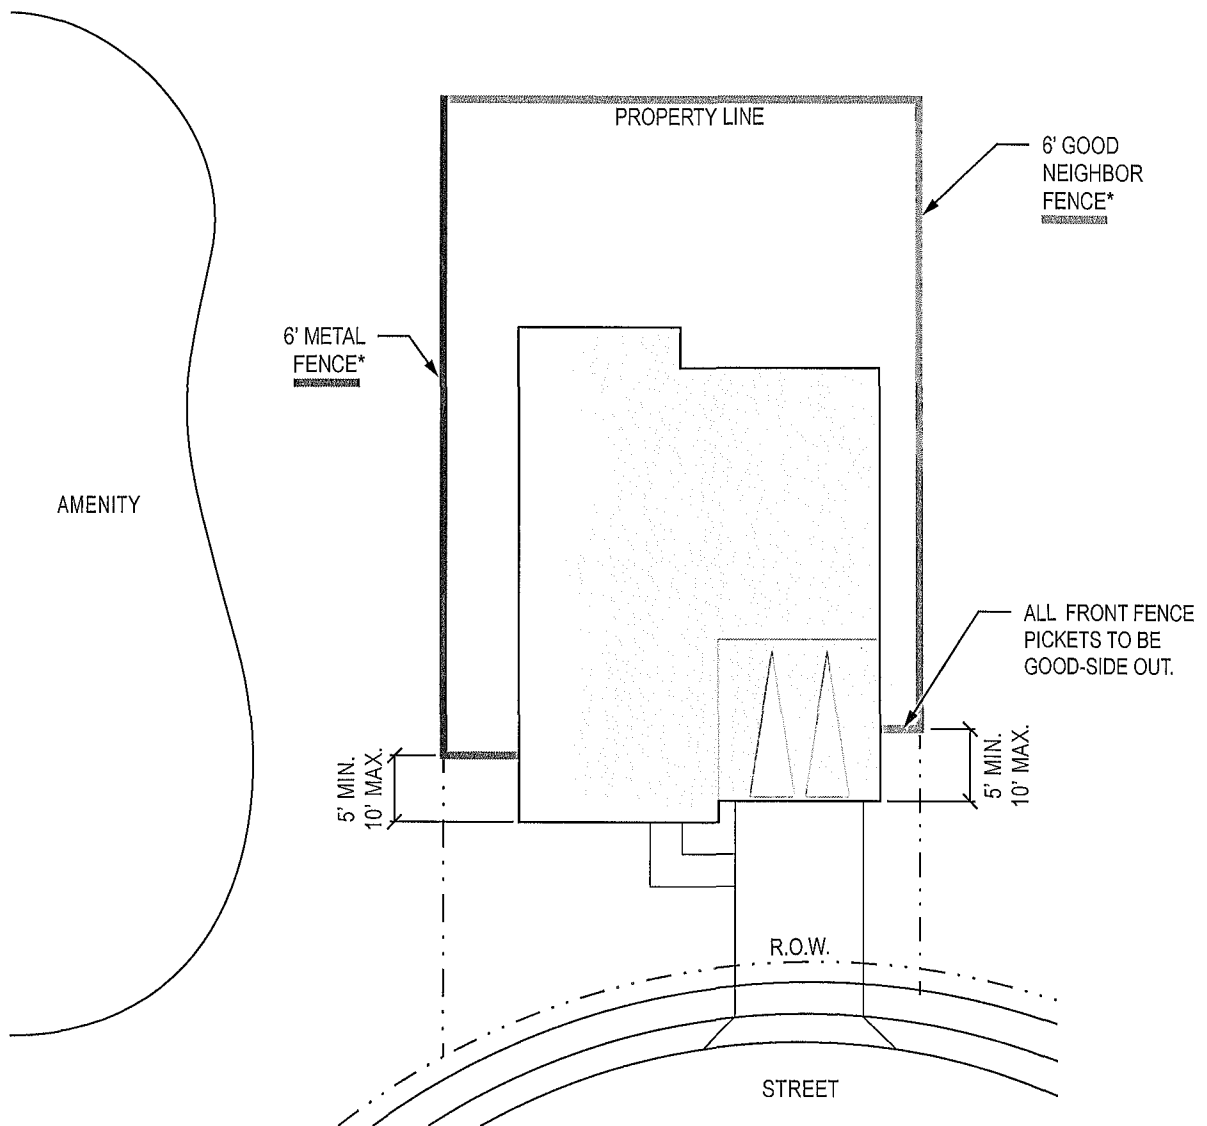 PROPERTY LINE
6' GOOD
NEIGHBOR
FENCE*
6' METAL
FENCE*
AMENITY
ALL FRONT FENCE
PICKETS TO BE
GOOD-SIDE OUT.
5' MIN.
10' MAX.
5' MIN.
10' MAX.
R.O.W.
STREET